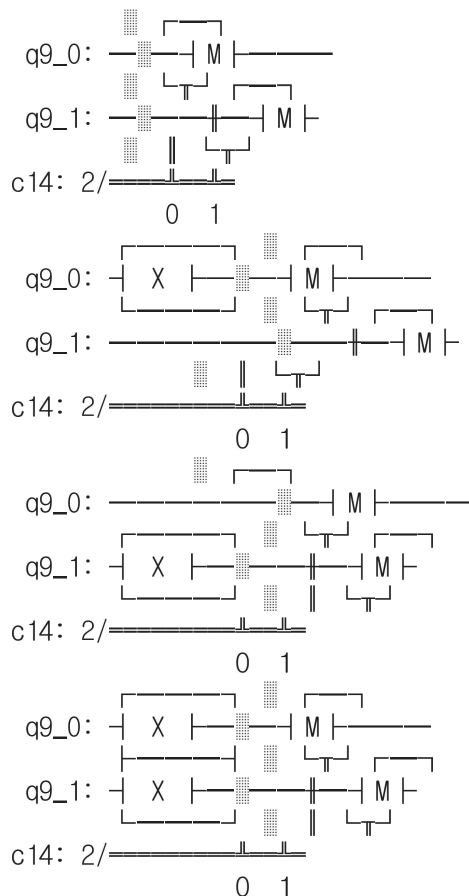 ░ ┌─┐
q9_0: ──░─┤M├──────
░ └╥┘┌─┐
q9_1: ──░──╫─┤M├
░ ║ └╥┘
c14: 2/═════╩══╩═
0 1
┌───┐ ░ ┌─┐
q9_0: ┤ X ├─░─┤M├─────
└───┘ ░ └╥┘┌─┐
q9_1: ──────░──╫─┤M├
░ ║ └╥┘
c14: 2/═════════╩══╩═
0 1
░ ┌─┐
q9_0: ──────░─┤M├─────
┌───┐ ░ └╥┘┌─┐
q9_1: ┤ X ├─░──╫─┤M├
└───┘ ░ ║ └╥┘
c14: 2/═════════╩══╩═
0 1
┌───┐ ░ ┌─┐
q9_0: ┤ X ├─░─┤M├─────
├───┤ ░ └╥┘┌─┐
q9_1: ┤ X ├─░──╫─┤M├
└───┘ ░ ║ └╥┘
c14: 2/═════════╩══╩═
0 1